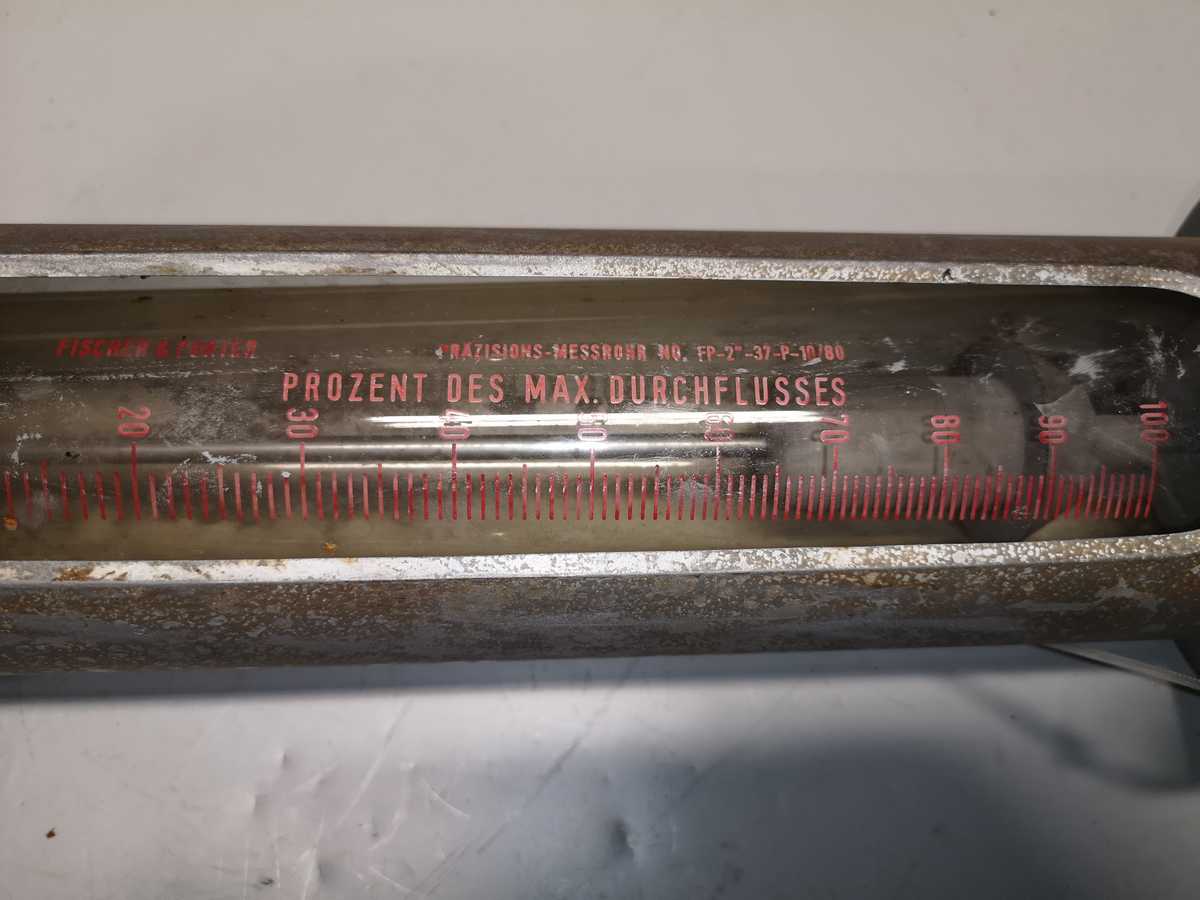 FISCHER & PORTER
PRÄZISIONS-MESSROHR NO. FP-2"-37-P-10/80
PROZENT DES MAX. DURCHFLUSSES
20 30 40 50 60 70 80 90 100